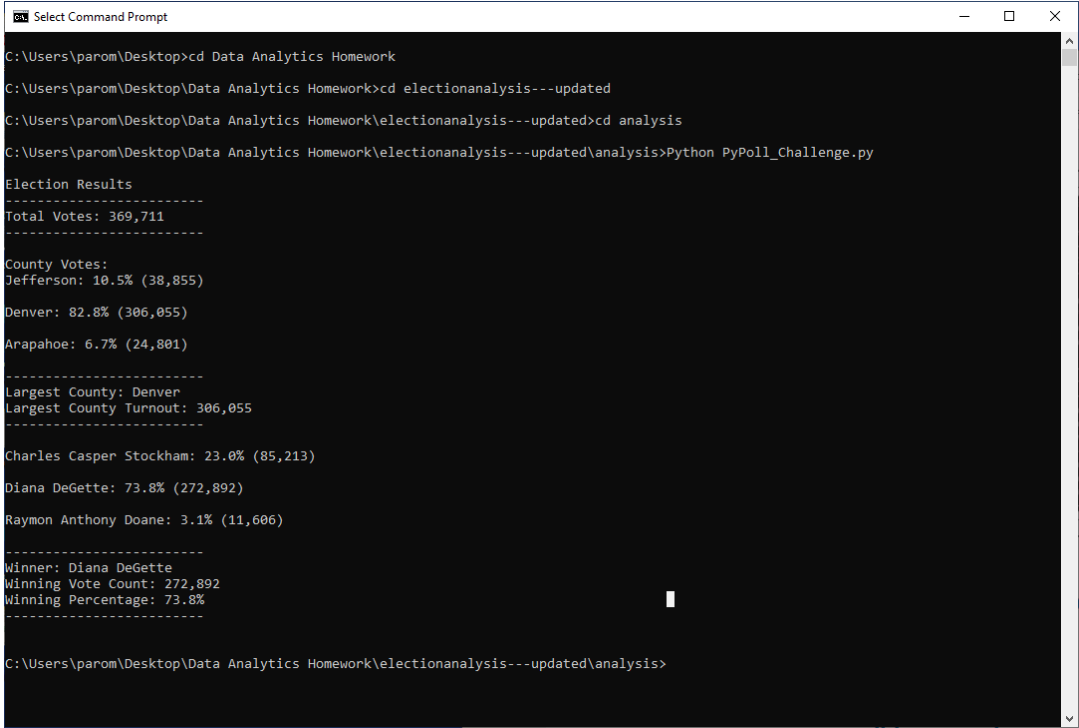 Select Command Prompt
C:\Users\parom\Desktop>cd Data Analytics Homework
C:\Users\parom\Desktop\Data Analytics Homework>cd electionanalysis---updated
C:\Users\parom\Desktop\Data Analytics Homework\electionanalysis---updated>cd analysis
C:\Users\parom\Desktop\Data Analytics Homework\electionanalysis---updated\analysis>Python PyPoll_Challenge.py
Election Results
-------------------------
Total Votes: 369,711
-------------------------
County Votes:
Jefferson: 10.5% (38,855)
Denver: 82.8% (306,055)
Arapahoe: 6.7% (24,801)
-------------------------
Largest County: Denver
Largest County Turnout: 306,055
-------------------------
Charles Casper Stockham: 23.0% (85,213)
Diana DeGette: 73.8% (272,892)
Raymon Anthony Doane: 3.1% (11,606)
-------------------------
Winner: Diana DeGette
Winning Vote Count: 272,892
Winning Percentage: 73.8%
-------------------------
C:\Users\parom\Desktop\Data Analytics Homework\electionanalysis---updated\analysis>